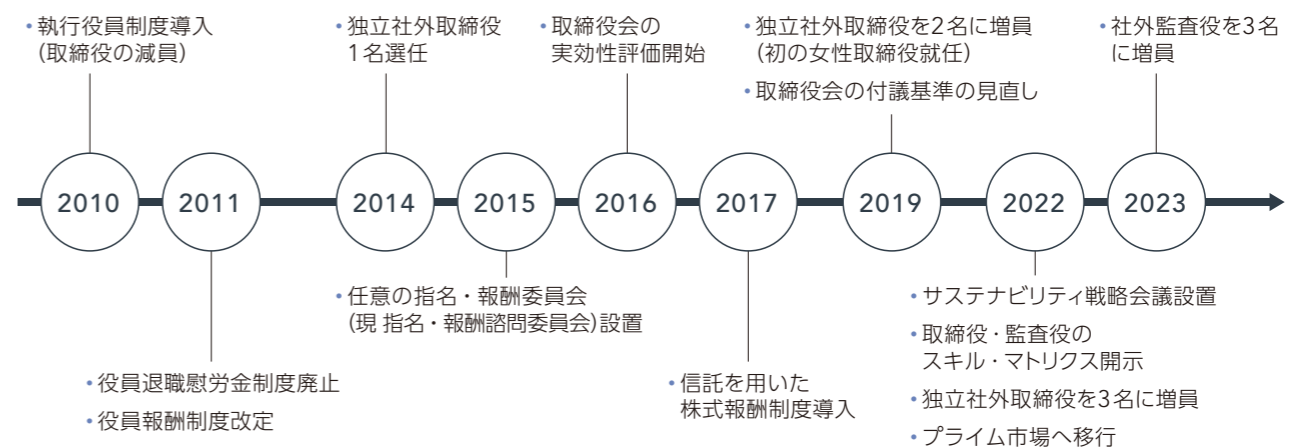 ・執行役員制度導入
(取締役の減員)
・独立社外取締役
1名選任
・取締役会の
実効性評価開始
・独立社外取締役を2名に増員
(初の女性取締役就任)
・取締役会の付議基準の見直し
・社外監査役を3名
に増員
2010
2011
2014
2015
2016
2017
2019
2022
2023
・役員退職慰労金制度廃止
・役員報酬制度改定
・任意の指名・報酬委員会
(現 指名・報酬諮問委員会)設置
・信託を用いた
株式報酬制度導入
・サステナビリティ戦略会議設置
・取締役・監査役の
スキル・マトリクス開示
・独立社外取締役を3名に増員
・プライム市場へ移行